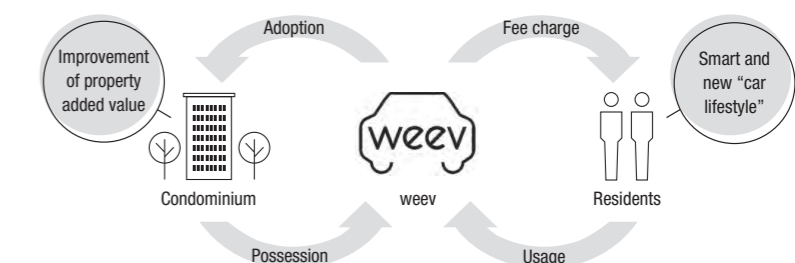 Adoption
Fee charge
Improvement
of property
added value
Smart and
new “car
lifestyle”
weev
Condominium
weev
Residents
Possession
Usage